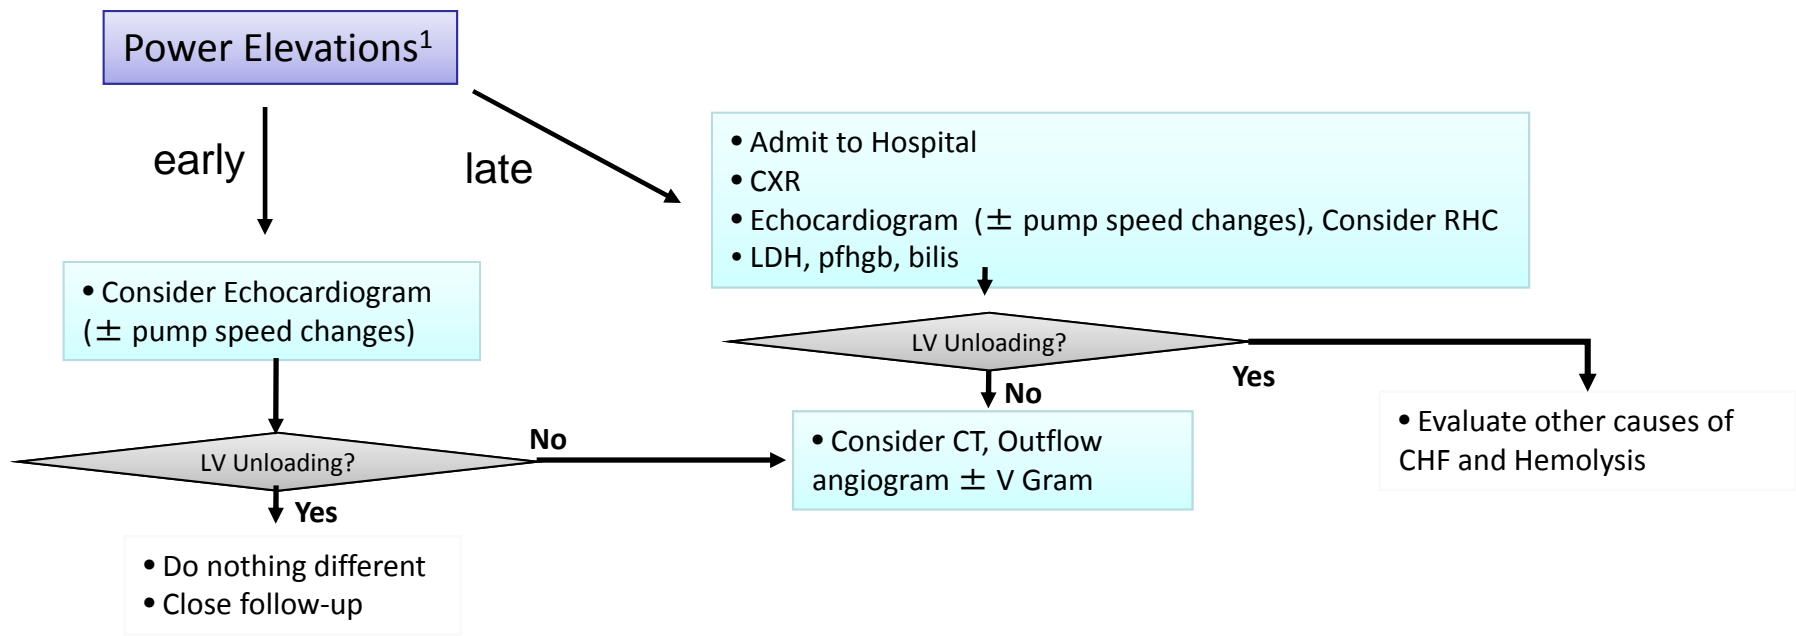 Power Elevations¹
early
late
• Admit to Hospital
• CXR
• Echocardiogram (± pump speed changes), Consider RHC
• LDH, pfhgb, bilis
• Consider Echocardiogram
(± pump speed changes)
LV Unloading?
Yes
No
• Consider CT, Outflow
angiogram ± V Gram
No
Yes
• Evaluate other causes of
CHF and Hemolysis
LV Unloading?
• Do nothing different
• Close follow-up